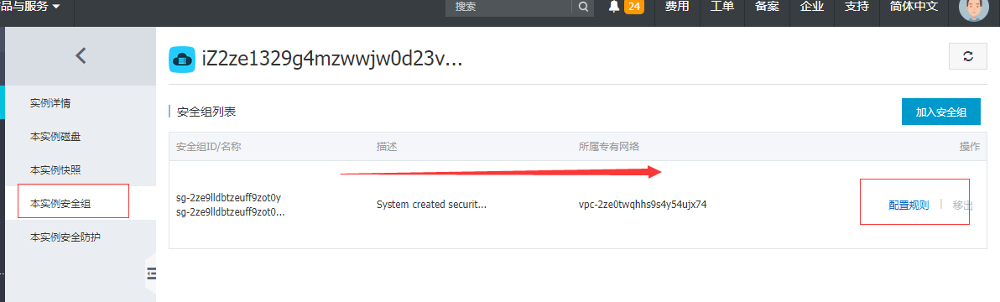 品与服务
搜索
24
费用
工单
备案
企业
支持
简体中文
iZ2ze1329g4mzwwjw0d23v...
实例详情
本实例磁盘
本实例快照
本实例安全组
本实例安全防护
安全组列表
加入安全组
安全组ID/名称
描述
所属专有网络
操作
sg-2ze9lldbtzeuff9zot0y
sg-2ze9lldbtzeuff9zot0...
System created securit...
vpc-2ze0twqhhs9s4y54ujx74
配置规则
移出